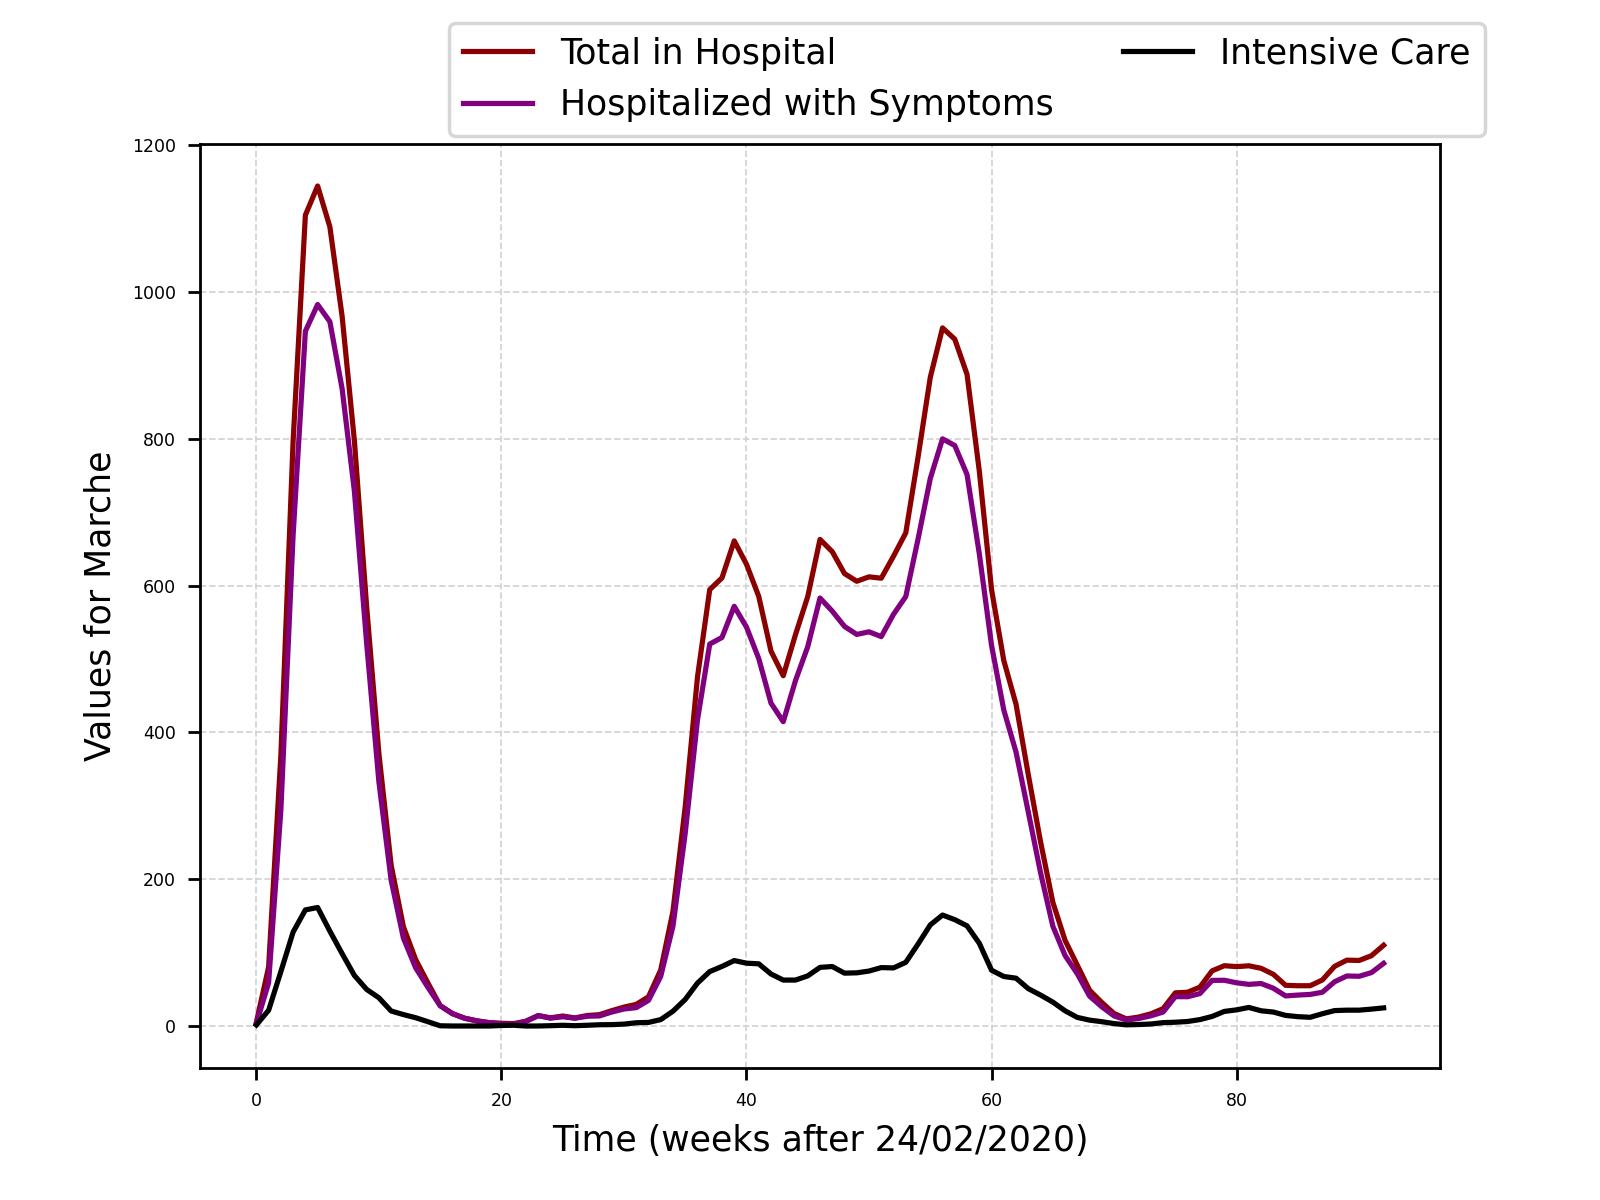 Total in Hospital
Hospitalized with Symptoms
Intensive Care
1200
1000
800
600
400
200
0
Values for Marche
0 20 40 60 80
Time (weeks after 24/02/2020)